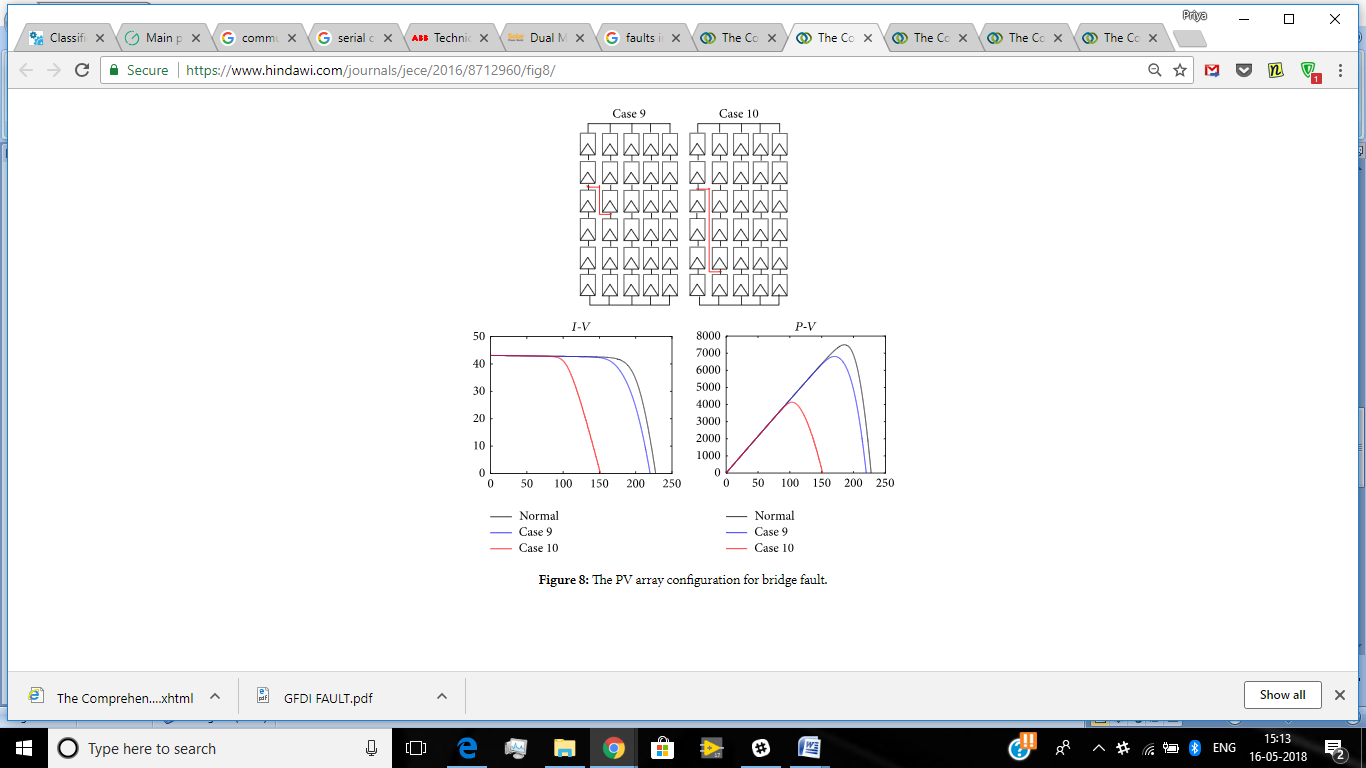 Priya
Classifi
Main p
commu
serial c
ABB Technic
Dual M
faults i
The Co
The Co
The Co
The Co
The Co
Secure
https://www.hindawi.com/journals/jece/2016/8712960/fig8/
n
1
Case 9 Case 10
I-V P-V
50
40
30
20
10
0
0 50 100 150 200 250
8000
7000
6000
5000
4000
3000
2000
1000
0
0 50 100 150 200 250
Normal Normal
Case 9 Case 9
Case 10 Case 10
Figure 8: The PV array configuration for bridge fault.
The Comprehen....xhtml
GFDI FAULT.pdf
Show all
Type here to search
ENG
15:13
16-05-2018
2